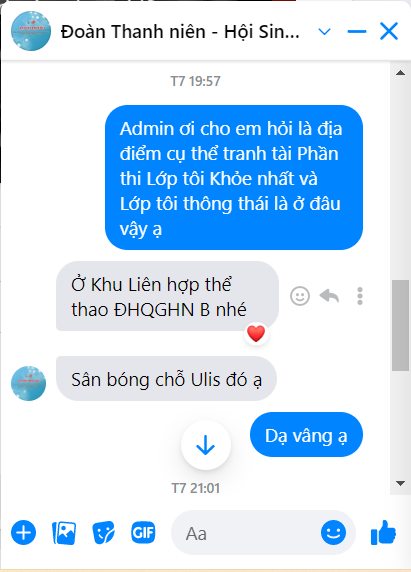 Đoàn Thanh niên - Hội Sin...
T7 19:57
Admin ơi cho em hỏi là địa
điểm cụ thể tranh tài Phần
thi Lớp tôi Khỏe nhất và
Lớp tôi thông thái là ở đâu
vậy ạ
Ở Khu Liên hợp thể
thao ĐHQGHN B nhé
Sân bóng chỗ Ulis đó ạ
Dạ vâng ạ
T7 21:01
GIF
Aa